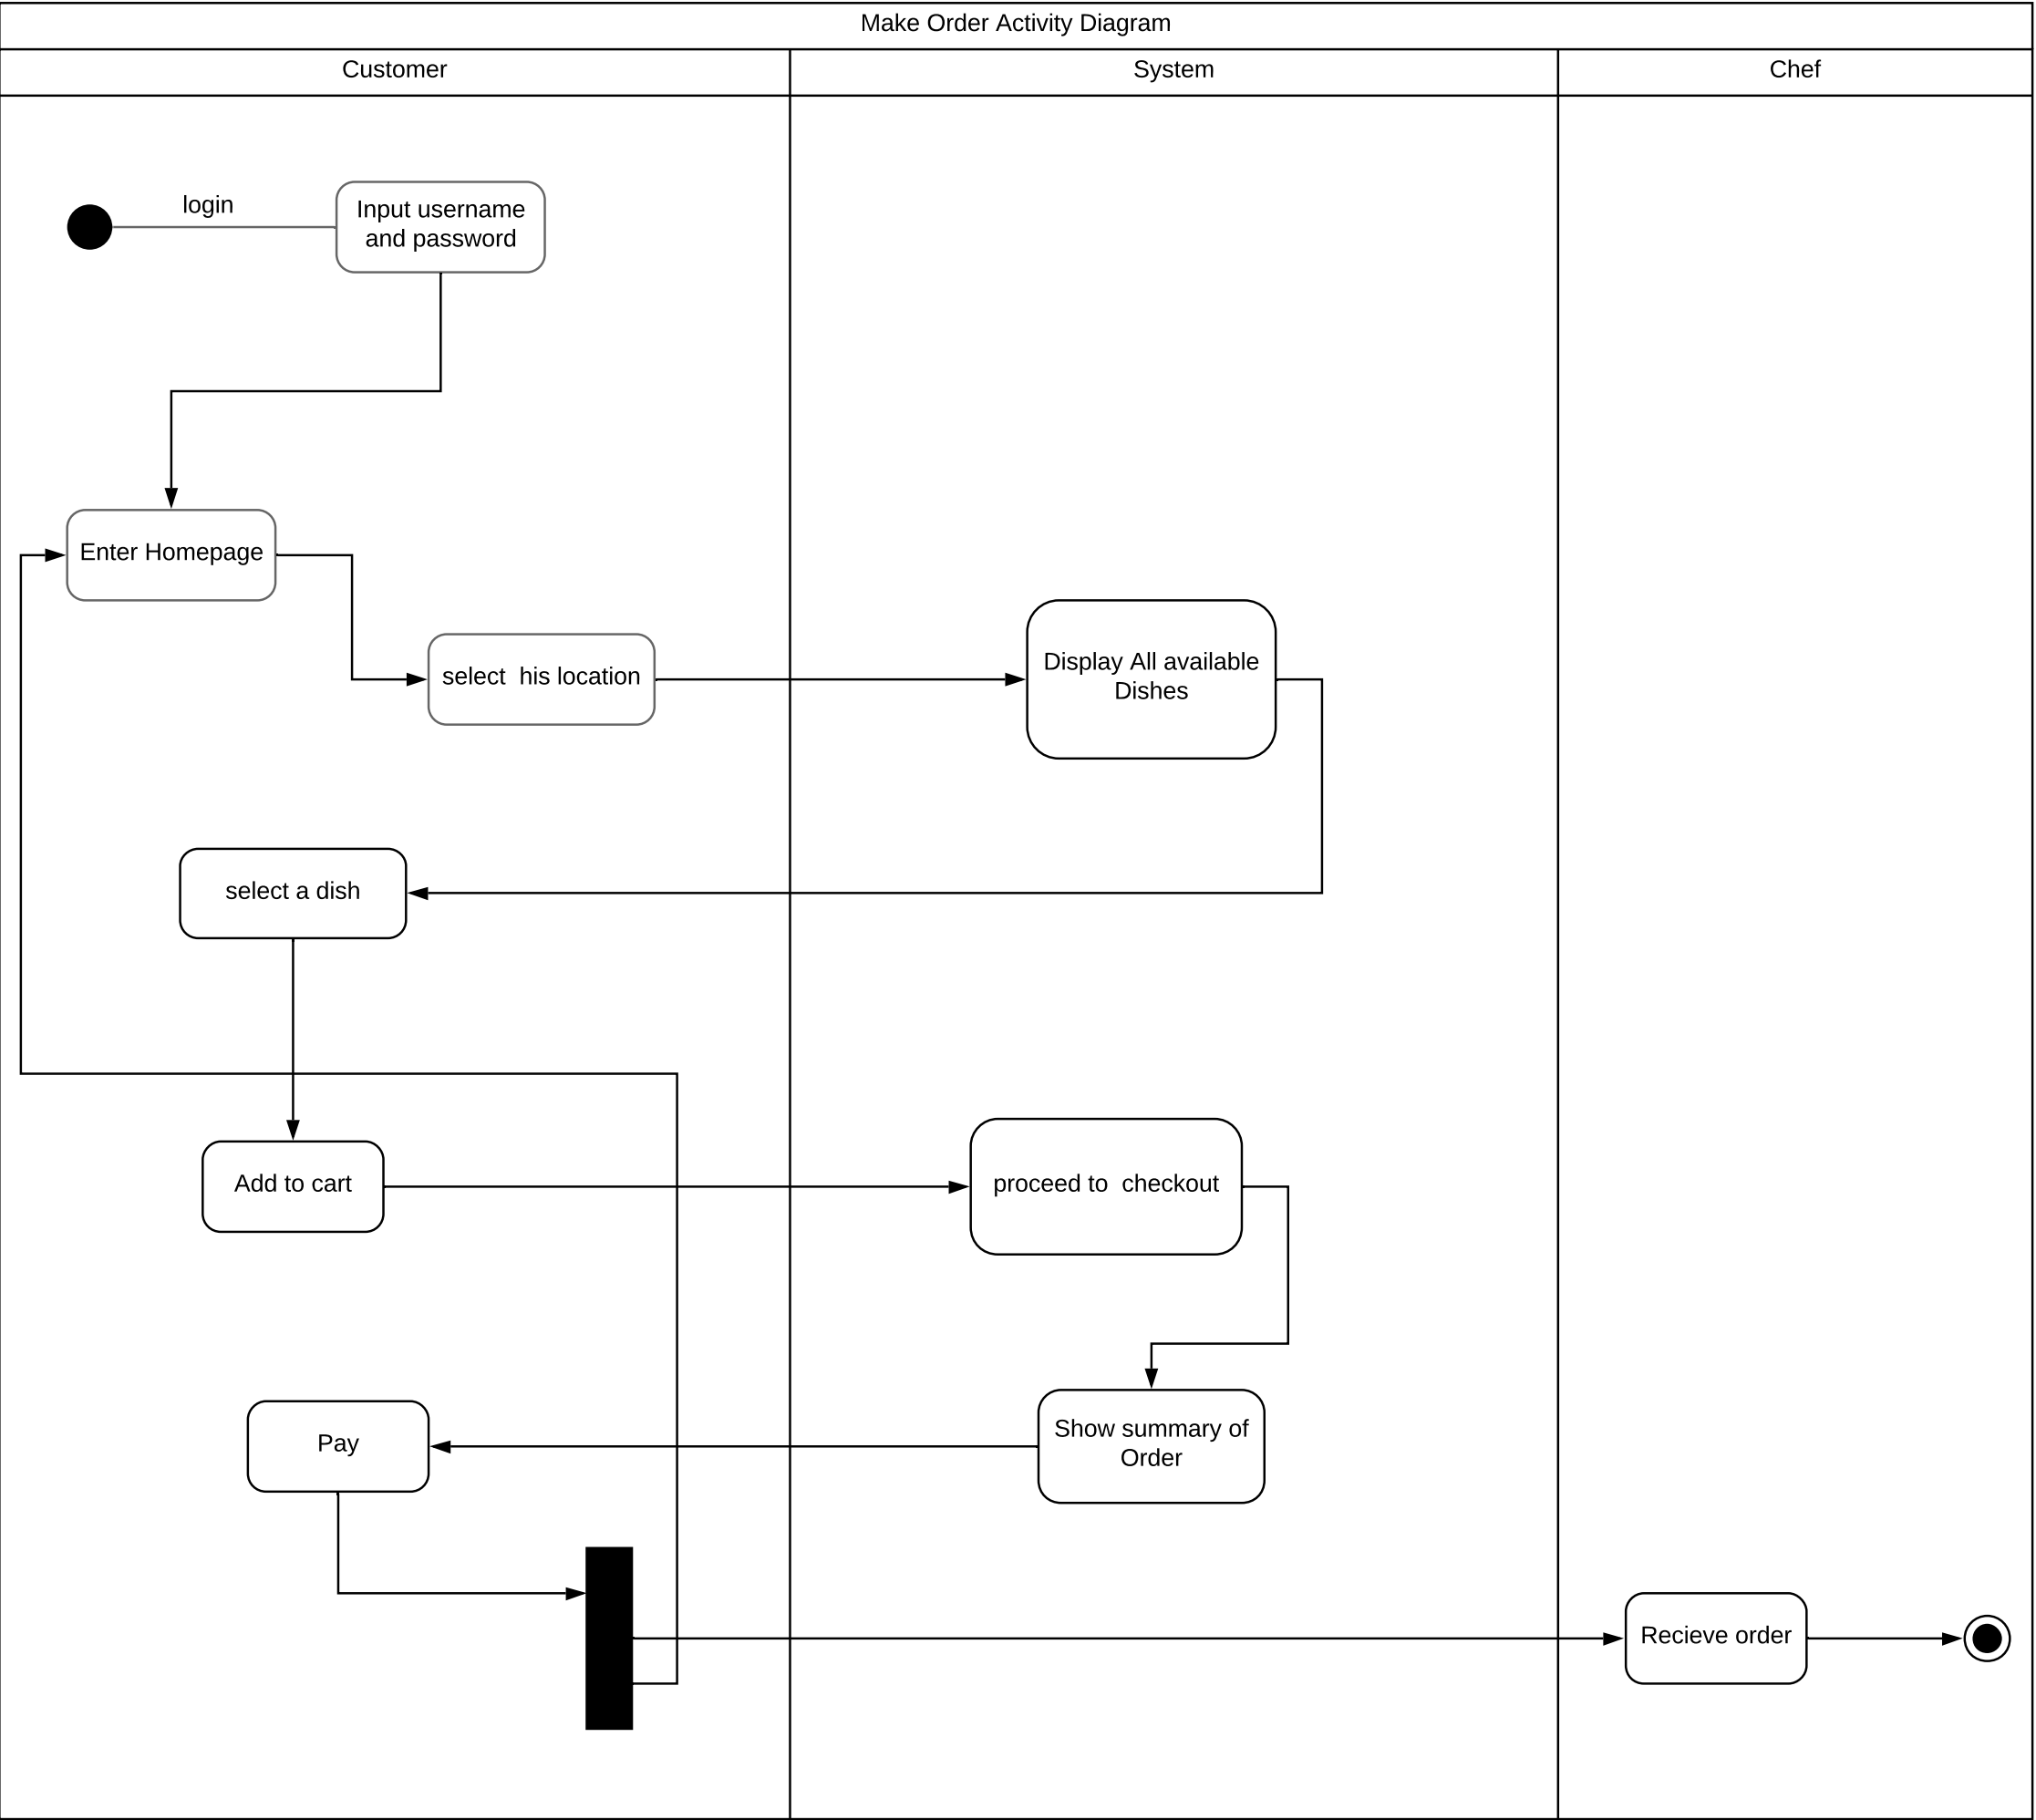 Make Order Activity Diagram
Customer
System
Chef
login
Input username
and password
Enter Homepage
select  his location
Display All available
Dishes
select a dish
Add to cart
proceed to  checkout
Show summary of
Order
Pay
Recieve order